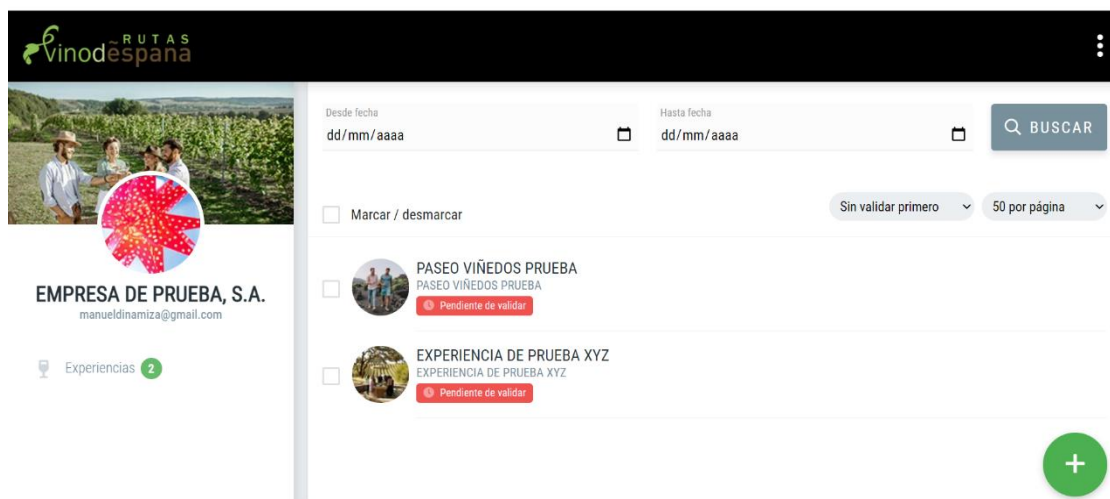 RUTAS
vinodespaña
Desde fecha
dd/mm/aaaa
Hasta fecha
dd/mm/aaaa
BUSCAR
Marcar / desmarcar
Sin validar primero
50 por página
EMPRESA DE PRUEBA, S.A.
manueldinamiza@gmail.com
Experiencias 2
PASEO VIÑEDOS PRUEBA
PASEO VIÑEDOS PRUEBA
Pendiente de validar
EXPERIENCIA DE PRUEBA XYZ
EXPERIENCIA DE PRUEBA XYZ
Pendiente de validar
+